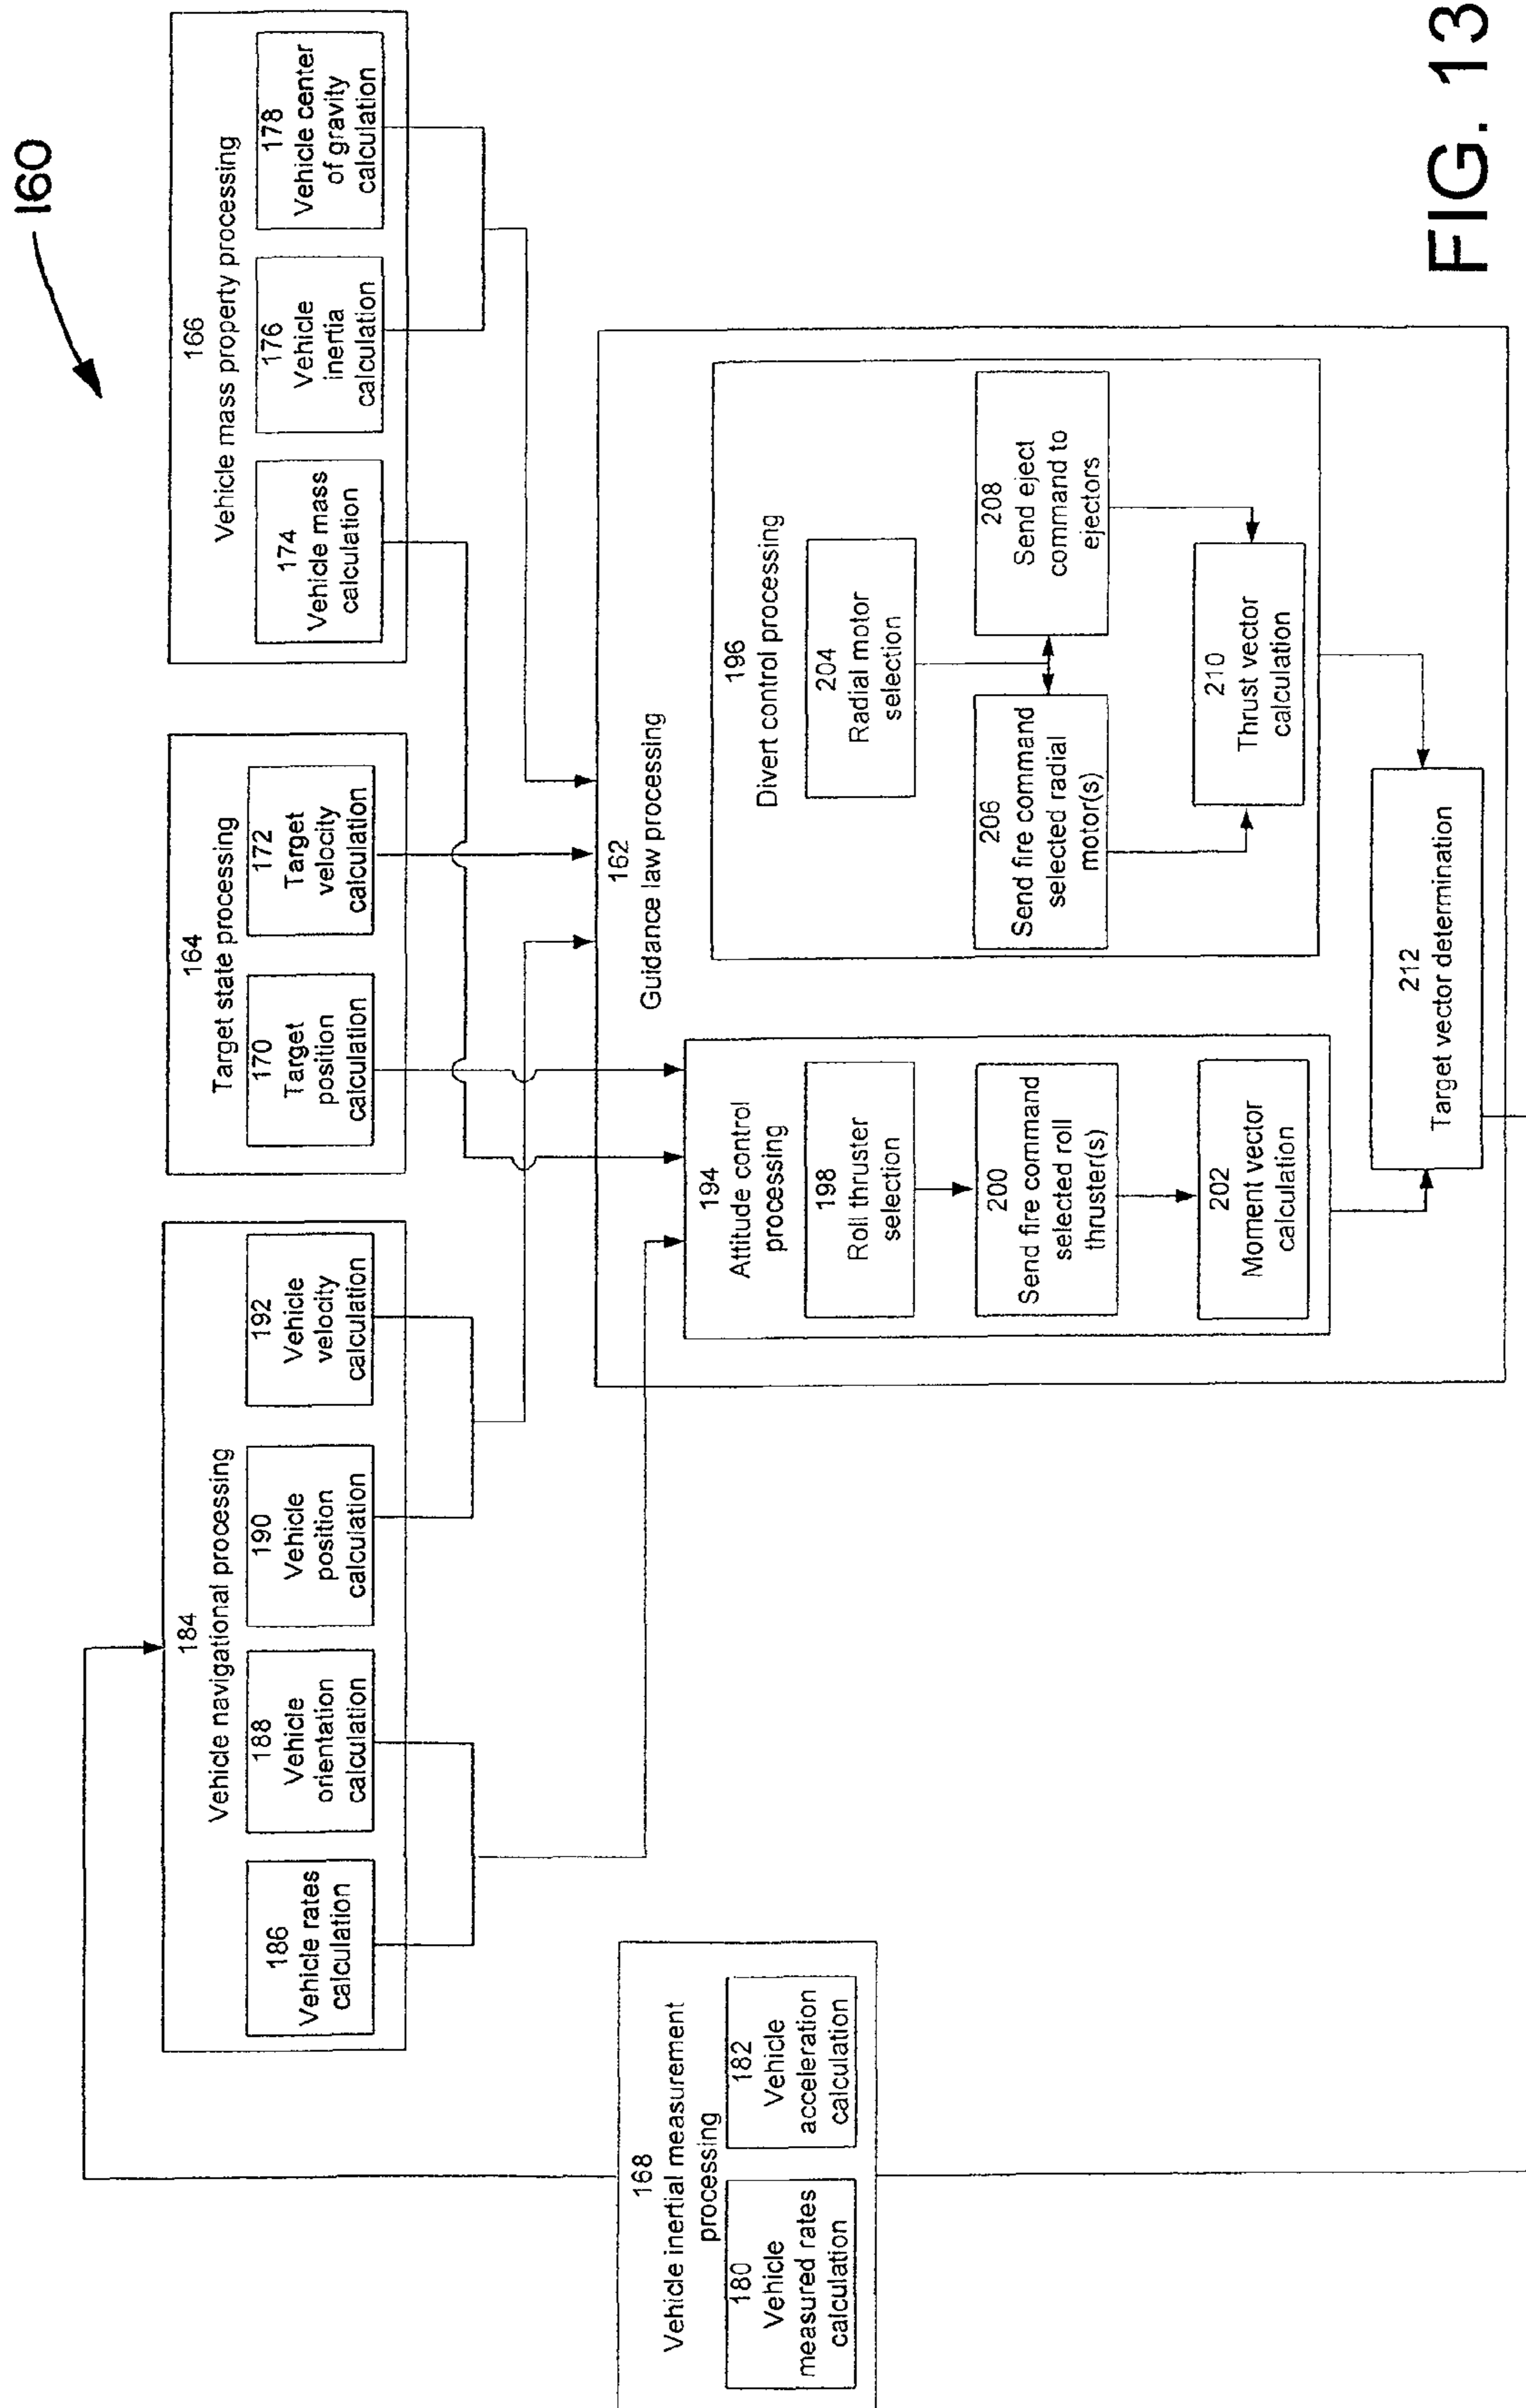 160
184
Vehicle navigational processing
186
Vehicle rates
calculation
188
Vehicle
orientation
calculation
190
Vehicle
position
calculation
192
Vehicle
velocity
calculation
164
Target state processing
170
Target
position
calculation
172
Target
velocity
calculation
166
Vehicle mass property processing
174
Vehicle mass
calculation
176
Vehicle
inertia
calculation
178
Vehicle center
of gravity
calculation
168
Vehicle inertial measurement
processing
180
Vehicle
measured rates
calculation
182
Vehicle
acceleration
calculation
162
Guidance law processing
194
Attitude control
processing
198
Roll thruster
selection
200
Send fire command
selected roll
thruster(s)
202
Moment vector
calculation
196
Divert control processing
204
Radial motor
selection
206
Send fire command
selected radial
motor(s)
208
Send eject
command to
ejectors
210
Thrust vector
calculation
212
Target vector determination
FIG. 13